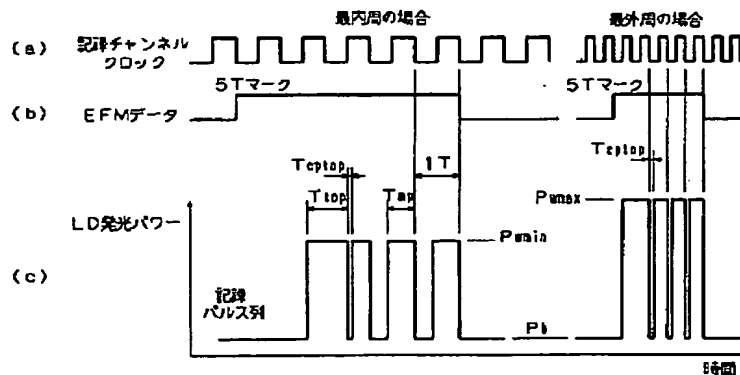 最内周の場合
最外周の場合
(a) 記録チャンネル
クロック
5Tマーク
5Tマーク
(b) EFMデータ
Tcptop
1T
Tcptop
Ttop
Tmp
Pwmax
LD発光パワー
Pwmin
(c)
記録
パルス列
Pb
時間